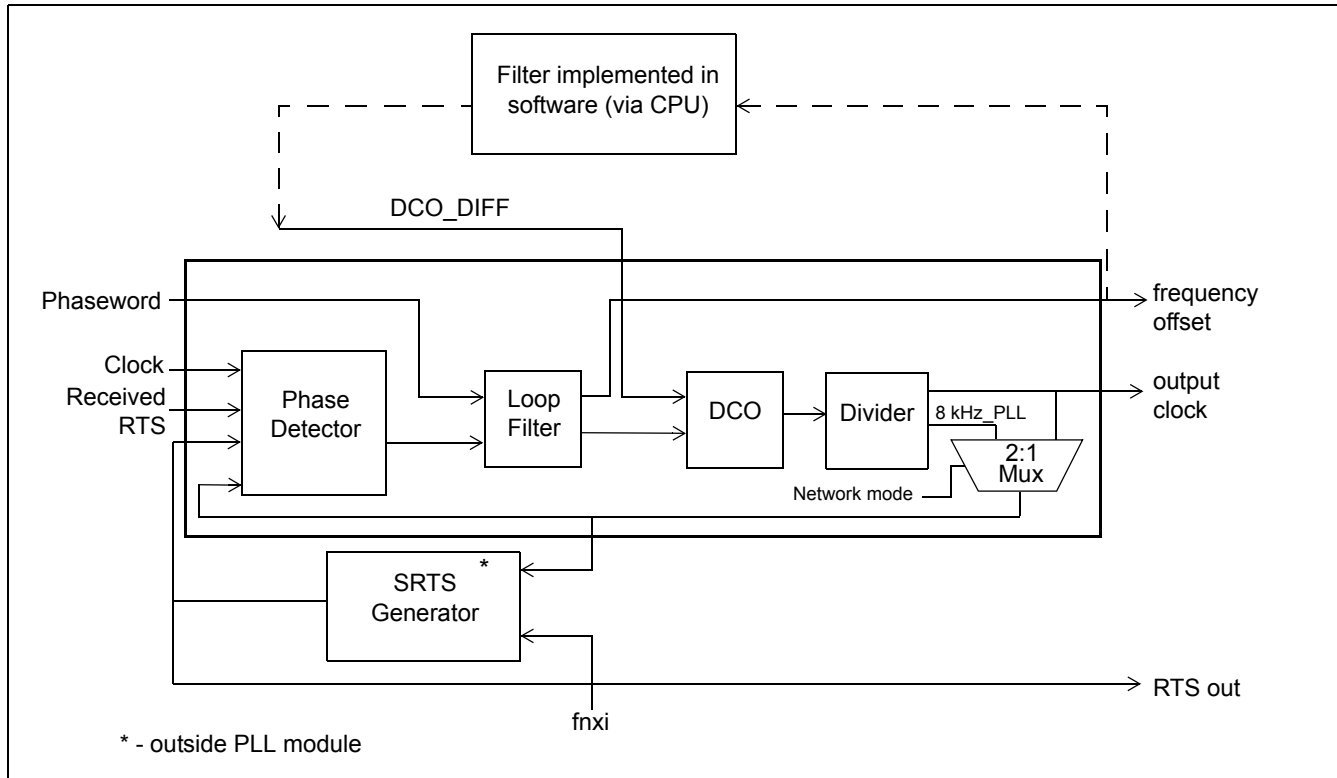 Filter implemented in
software (via CPU)
DCO_DIFF
Phaseword
frequency
offset
Clock
Received
RTS
Phase
Detector
Loop
Filter
DCO
Divider
8 kHz_PLL
output
clock
2:1
Mux
Network mode
SRTS
Generator
*
RTS out
fnxi
* - outside PLL module